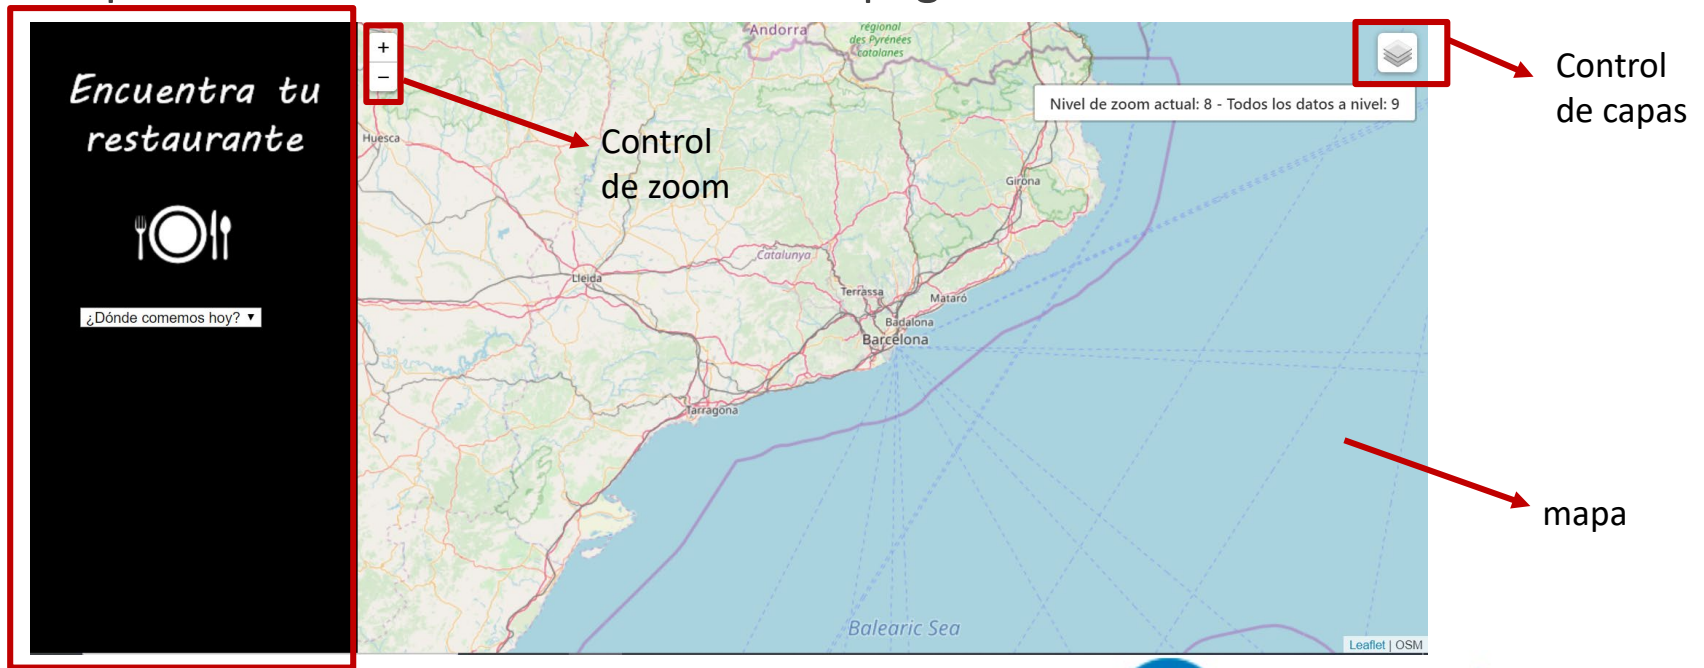 Encuentra tu
restaurante
¿Dónde comemos hoy?
+
−
Control
de zoom
Andorra
régional
des Pyrénées
catalanes
Nivel de zoom actual: 8 - Todos los datos a nivel: 9
Control
de capas
Huesca
Girona
Catalunya
Lleida
Terrassa
Mataró
Badalona
Barcelona
Tarragona
mapa
Balearic Sea
Leaflet | OSM